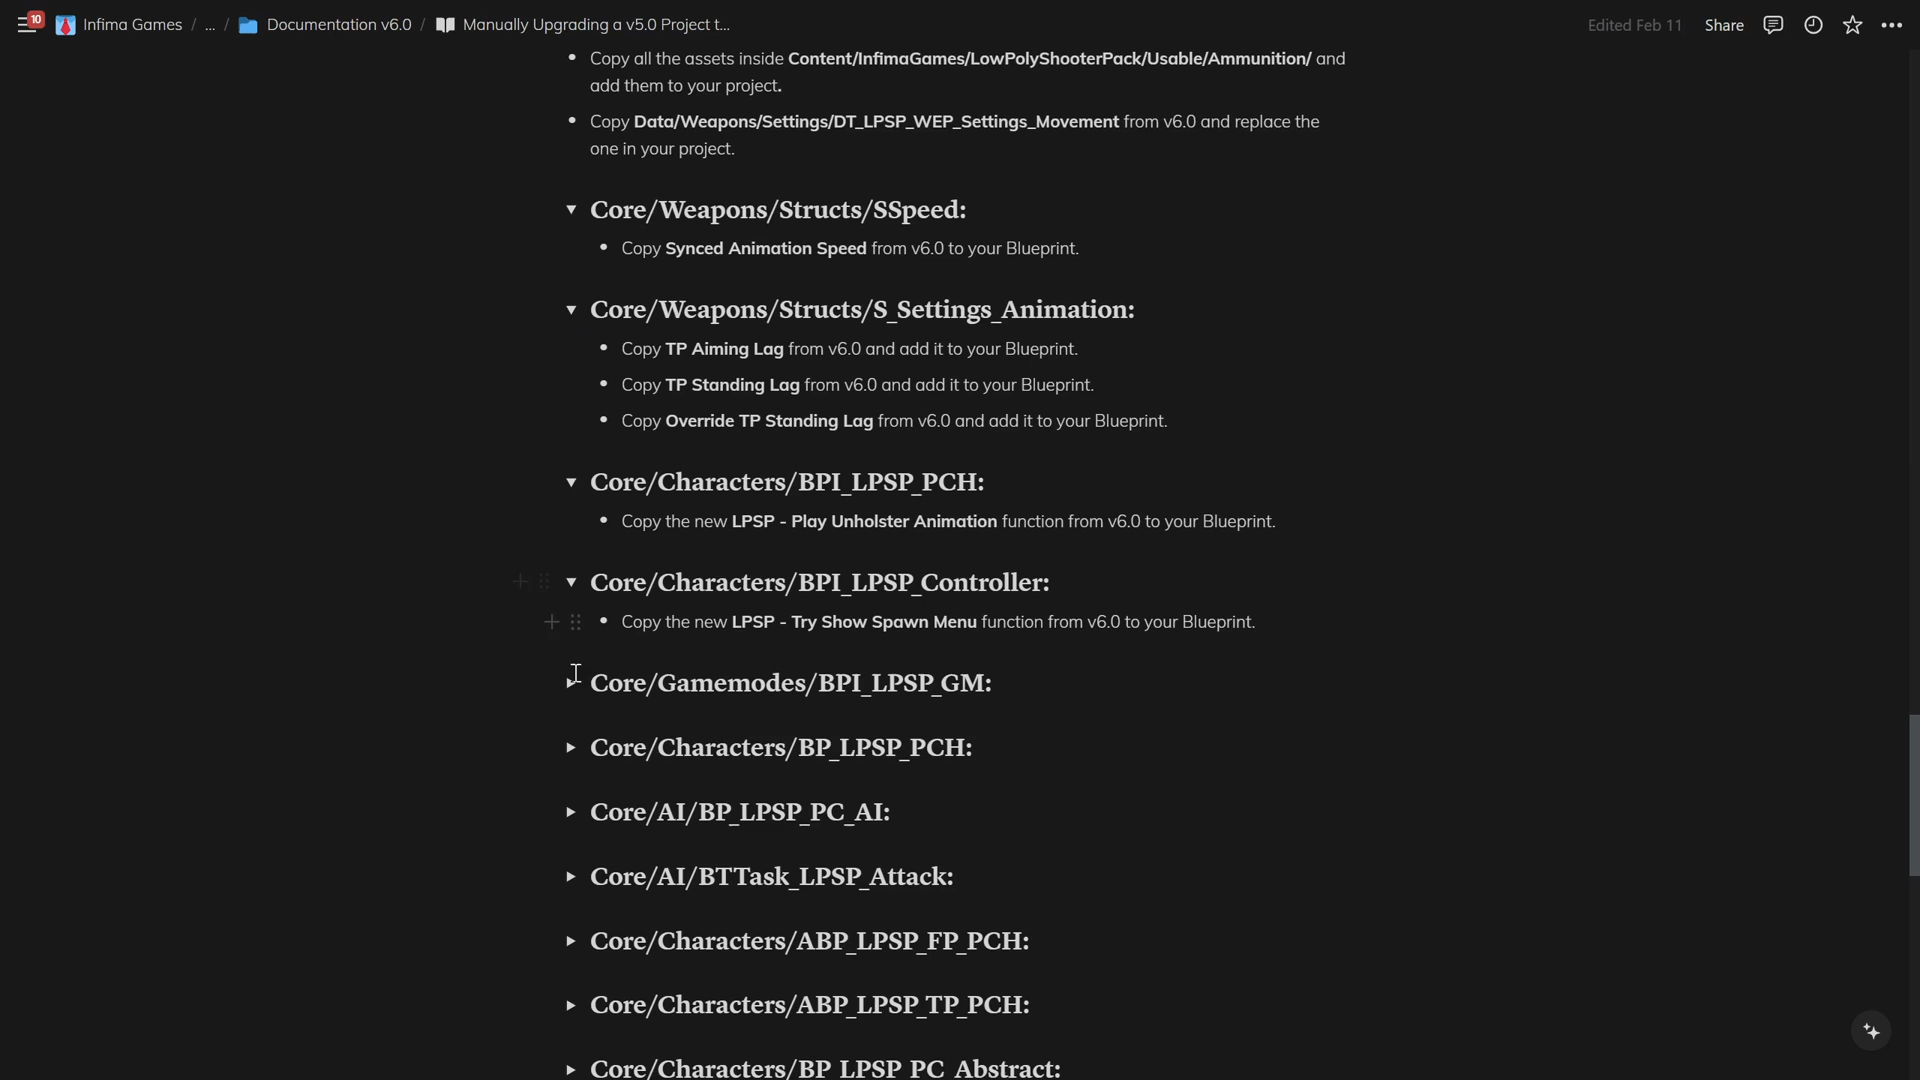 10
Infima Games / ... / Documentation v6.0 / Manually Upgrading a v5.0 Project t...
Edited Feb 11
Share
• Copy all the assets inside Content/InfimaGames/LowPolyShooterPack/Usable/Ammunition/ and
add them to your project.
• Copy Data/Weapons/Settings/DT_LPSP_WEP_Settings_Movement from v6.0 and replace the
one in your project.
Core/Weapons/Structs/SSpeed:
• Copy Synced Animation Speed from v6.0 to your Blueprint.
Core/Weapons/Structs/S_Settings_Animation:
• Copy TP Aiming Lag from v6.0 and add it to your Blueprint.
• Copy TP Standing Lag from v6.0 and add it to your Blueprint.
• Copy Override TP Standing Lag from v6.0 and add it to your Blueprint.
Core/Characters/BPI_LPSP_PCH:
• Copy the new LPSP - Play Unholster Animation function from v6.0 to your Blueprint.
Core/Characters/BPI_LPSP_Controller:
• Copy the new LPSP - Try Show Spawn Menu function from v6.0 to your Blueprint.
Core/Gamemodes/BPI_LPSP_GM:
Core/Characters/BP_LPSP_PCH:
Core/AI/BP_LPSP_PC_AI:
Core/AI/BTTask_LPSP_Attack:
Core/Characters/ABP_LPSP_FP_PCH:
Core/Characters/ABP_LPSP_TP_PCH:
Core/Characters/BP_LPSP_PC_Abstract: